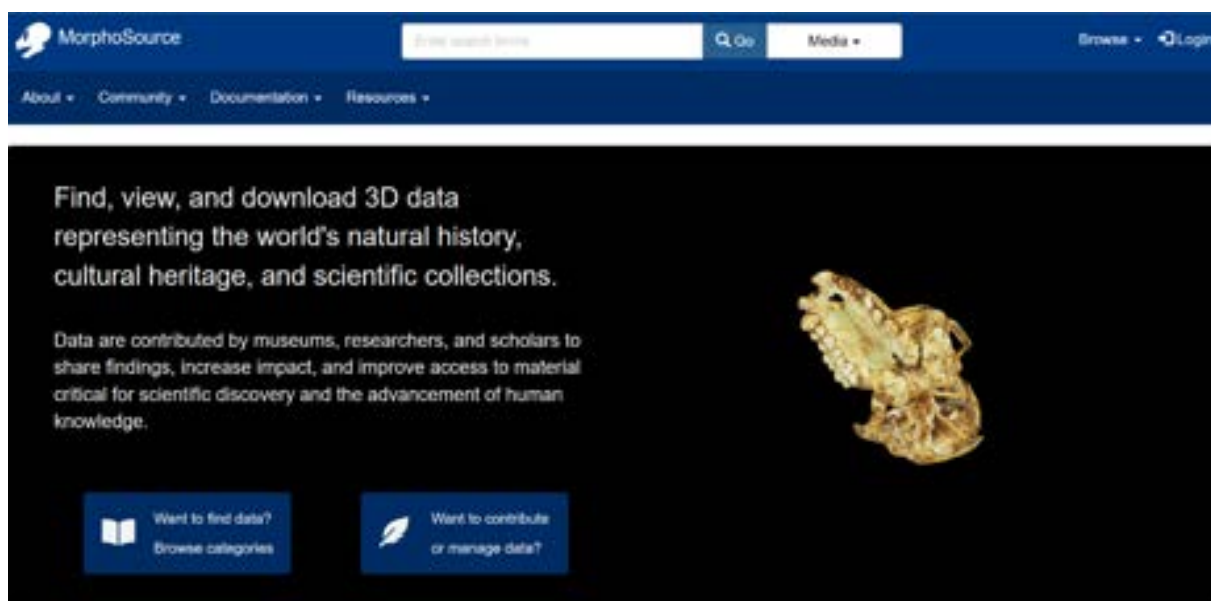 MorphoSource
Enter search terms
Go
Media
Browse
Login
About
Community
Documentation
Resources
Find, view, and download 3D data
representing the world's natural history,
cultural heritage, and scientific collections.
Data are contributed by museums, researchers, and scholars to
share findings, increase impact, and improve access to material
critical for scientific discovery and the advancement of human
knowledge.
Want to find data?
Browse categories
Want to contribute
or manage data?